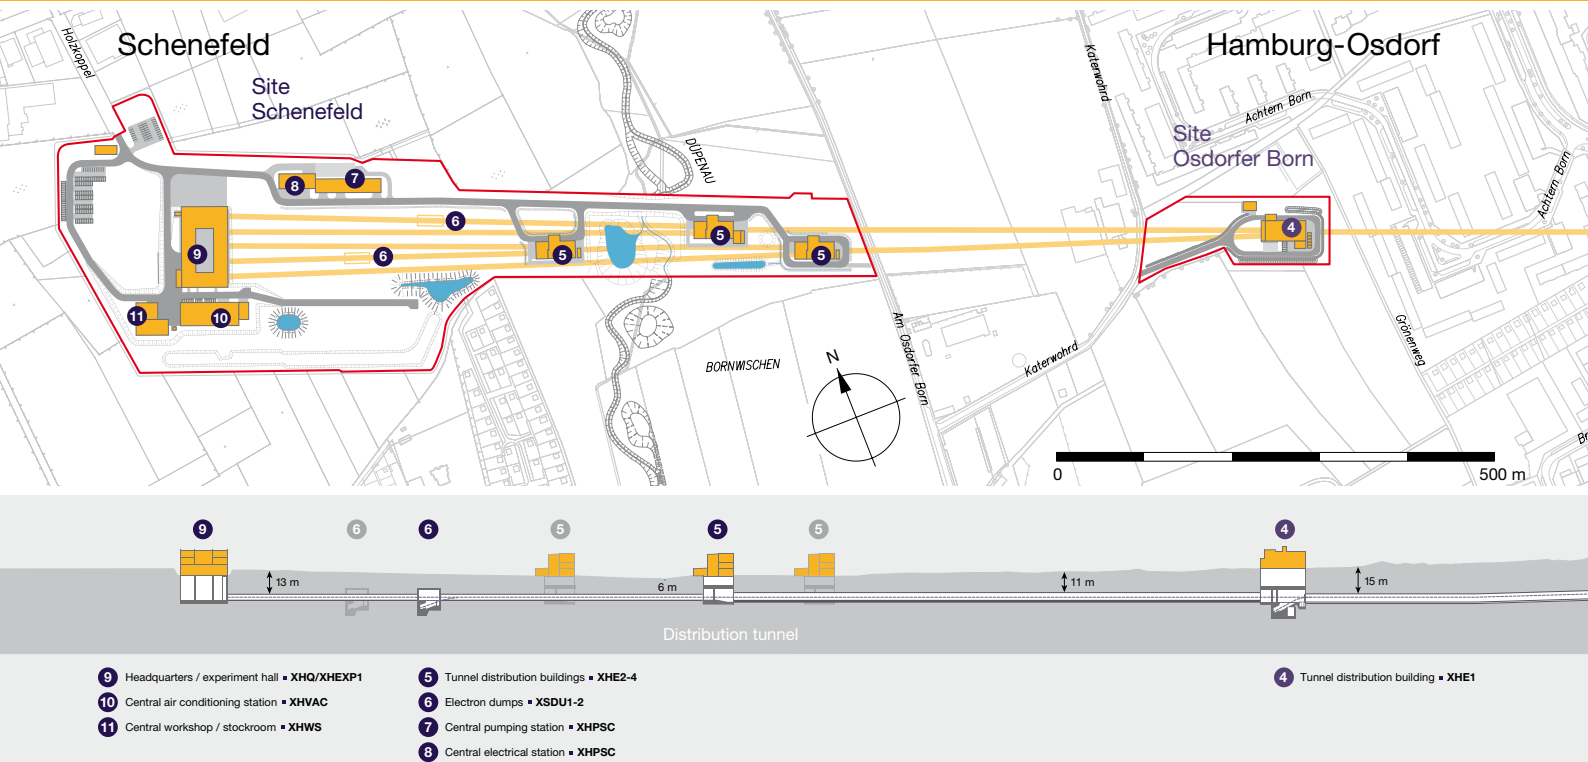 Schenefeld
Hamburg-Osdorf
Holzkoppel
Site
Schenefeld
Katerwohrd
Achtern Born
Site
Osdorfer Born
DÜPENAU
Achtern Born
8
7
6
5
4
9
6
5
5
11
10
Am Osdorfer Born
Grönenweg
Katerwohrd
BORNWISCHEN
N
0
500 m
9
6
6
5
5
5
4
13 m
6 m
11 m
15 m
Distribution tunnel
9 Headquarters / experiment hall ▪ XHQ/XHEXP1
10 Central air conditioning station ▪ XHVAC
11 Central workshop / stockroom ▪ XHWS
5 Tunnel distribution buildings ▪ XHE2-4
6 Electron dumps ▪ XSDU1-2
7 Central pumping station ▪ XHPSC
8 Central electrical station ▪ XHPSC
4 Tunnel distribution building ▪ XHE1